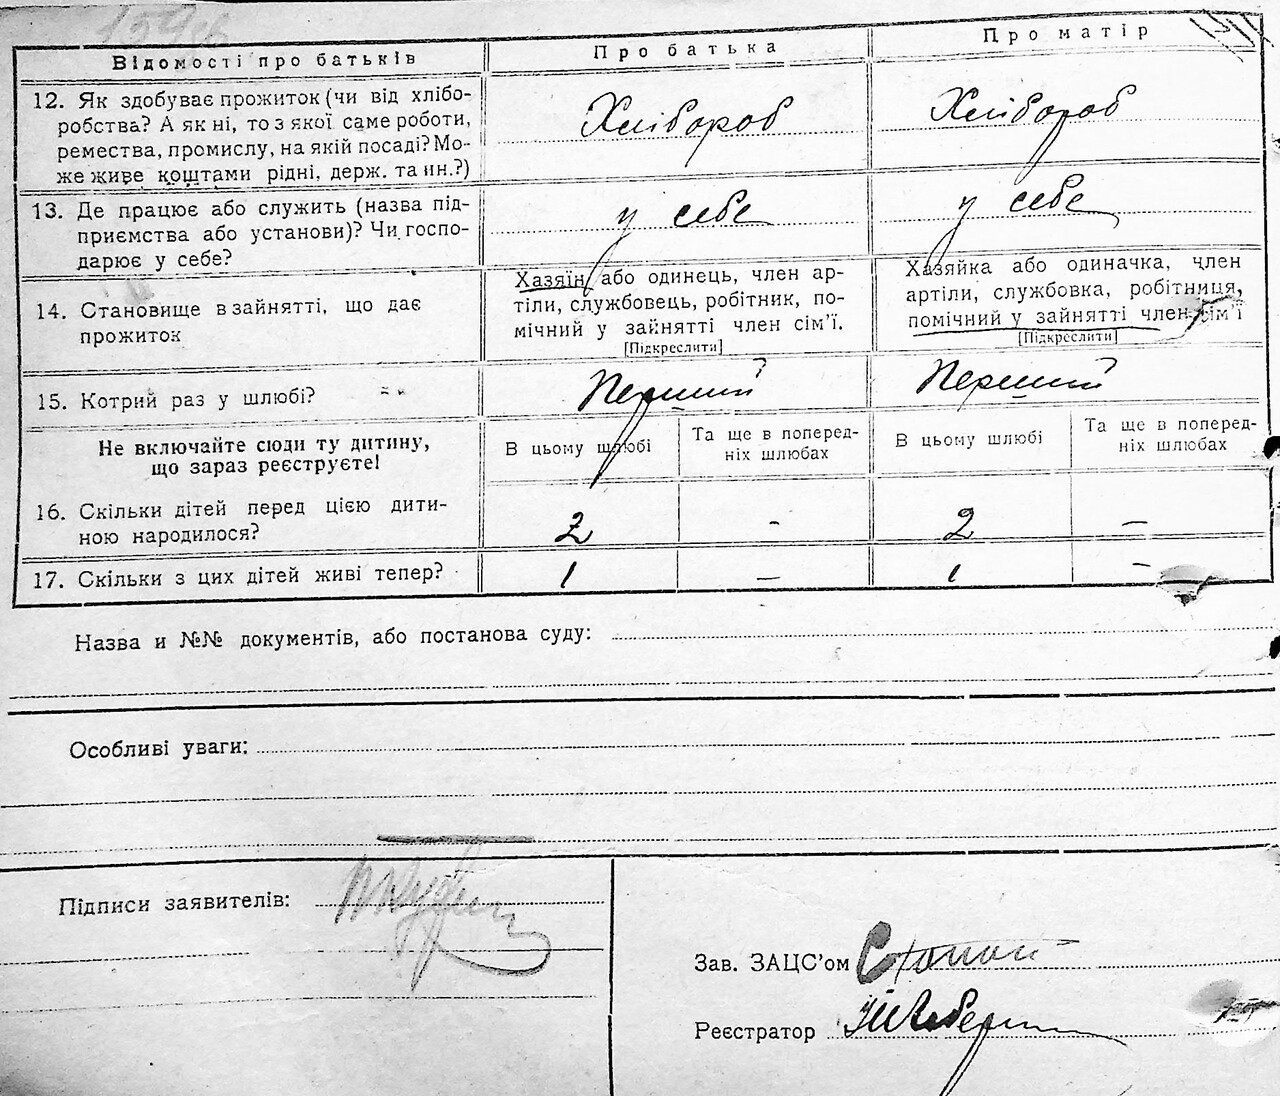 Відомості про батьків
Про батька
Про матір
12. Як здобуває прожиток (чи від хлібо-
робства? А як ні, то з якої саме роботи,
ремества, промислу, на якій посаді? Мо-
же живе коштами рідні, держ. та ин.?)
Хлібороб
Хлібороб
13. Де працює або служить (назва під-
приємства або установи)? Чи госпо-
дарює у себе?
у себе
у себе
14. Становище в зайнятті, що дає
прожиток
Хазяїн або одинець, член ар-
тіли, службовець, робітник, по-
мічний у зайнятті член сім'ї.
[Підкреслити]
Хазяйка або одиначка, член
артіли, службовка, робітниця,
помічний у зайнятті член сім'ї
[Підкреслити]
15. Котрий раз у шлюбі?
Перший
Перший
Не включайте сюди ту дитину,
що зараз реєструєте!
В цьому шлюбі
Та ще в поперед-
ніх шлюбах
В цьому шлюбі
Та ще в поперед-
ніх шлюбах
16. Скільки дітей перед цією дити-
ною народилося?
2
-
2
—
17. Скільки з цих дітей живі тепер?
1
—
1
—
Назва и №№ документів, або постанова суду:
Особливі уваги:
Підписи заявителів:
Зав. ЗАЦС'ом
Реєстратор